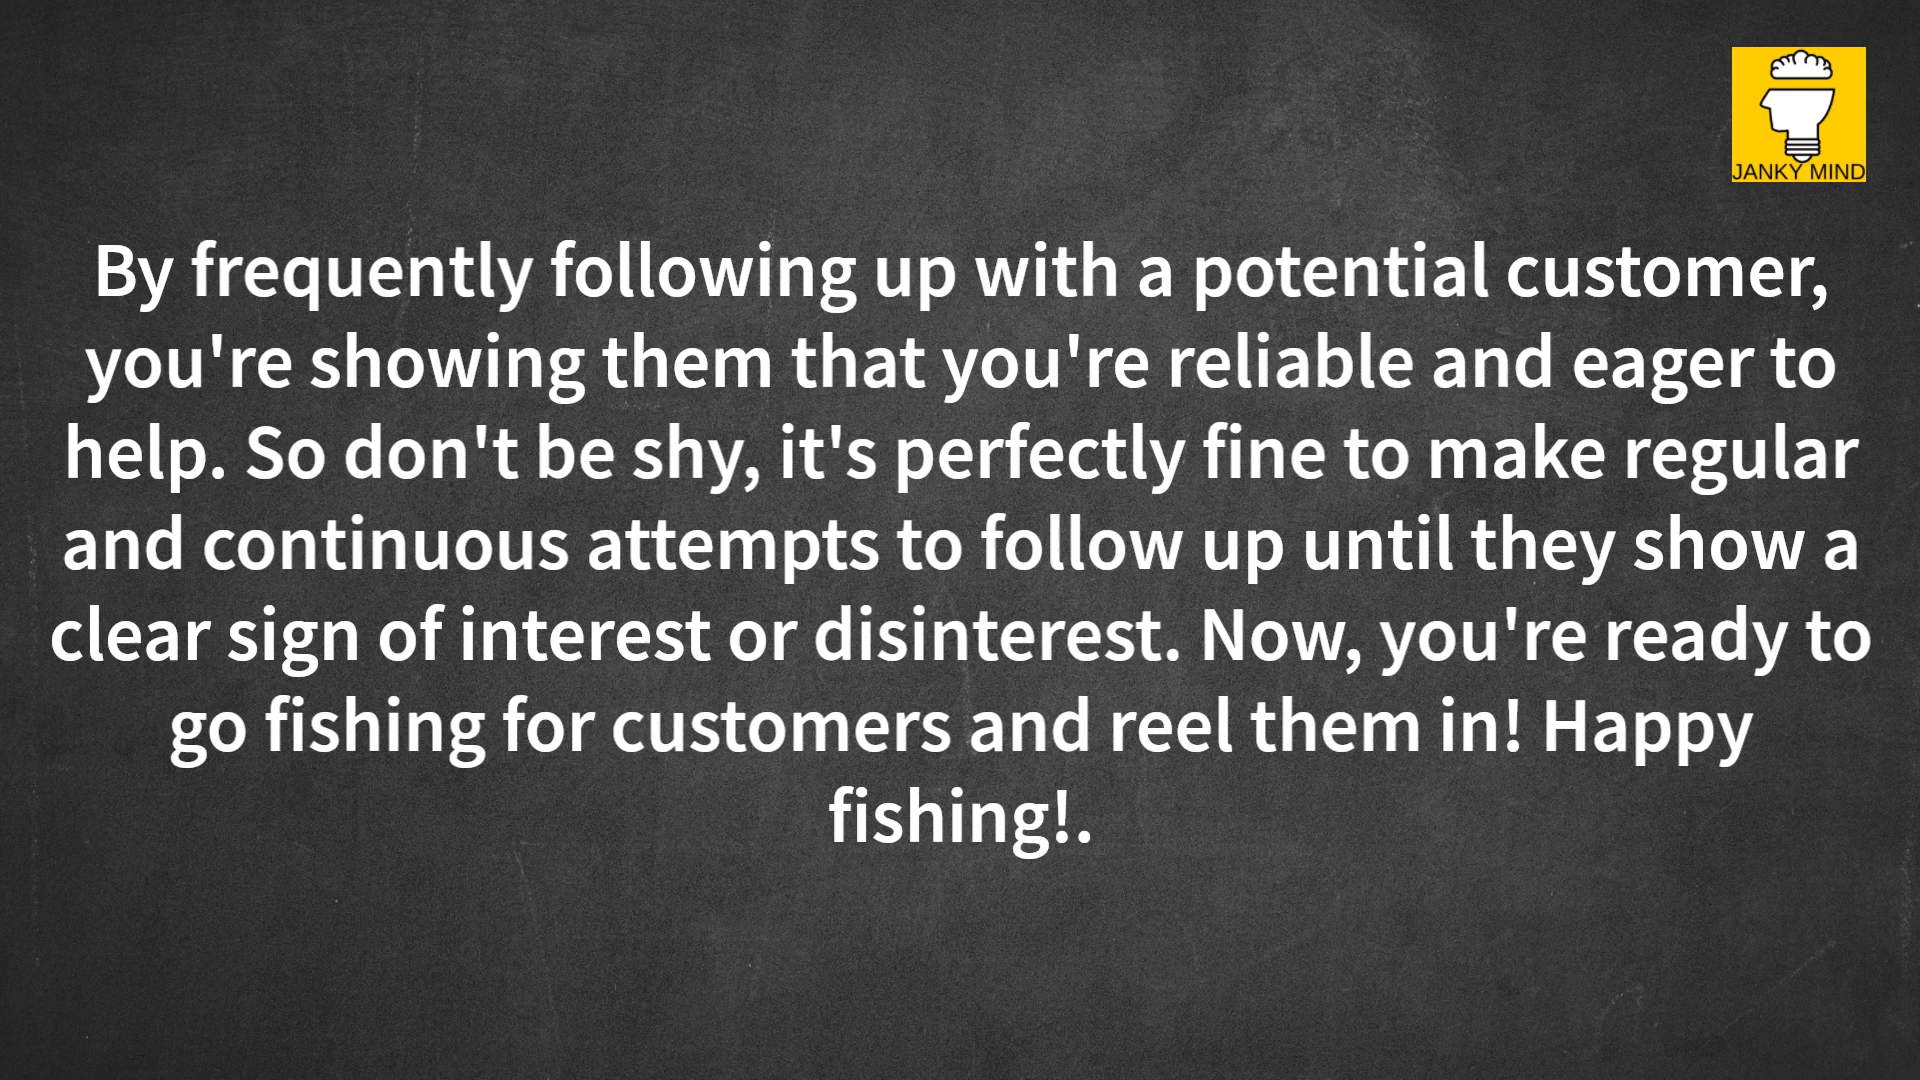 JANKY MIND
By frequently following up with a potential customer,
you're showing them that you're reliable and eager to
help. So don't be shy, it's perfectly fine to make regular
and continuous attempts to follow up until they show a
clear sign of interest or disinterest. Now, you're ready to
go fishing for customers and reel them in! Happy
fishing!.